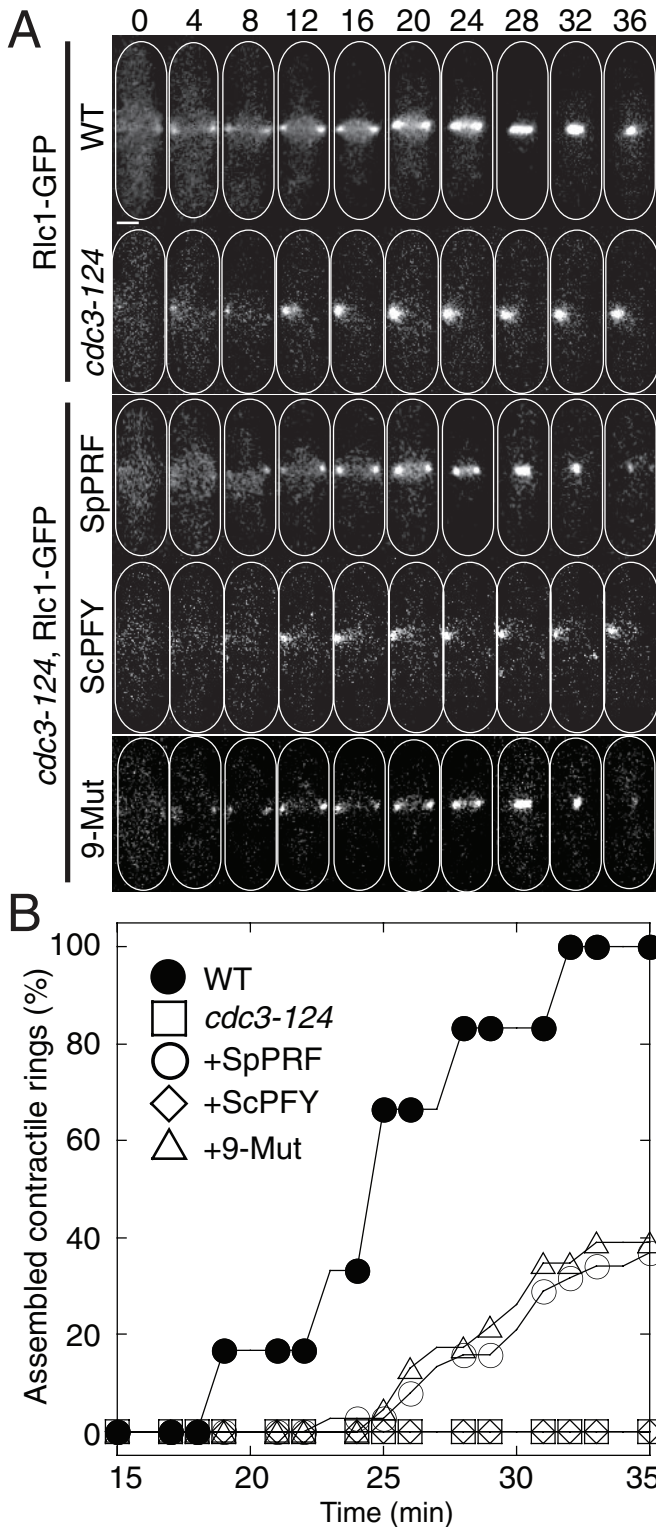 A
0 4 8 12 16 20 24 28 32 36
Rlc1-GFP
WT
cdc3-124
cdc3-124, Rlc1-GFP
SpPRF
ScPFY
9-Mut
B
Assembled contractile rings (%)
100
80
60
40
20
0
WT
cdc3-124
+SpPRF
+ScPFY
+9-Mut
15 20 25 30 35
Time (min)